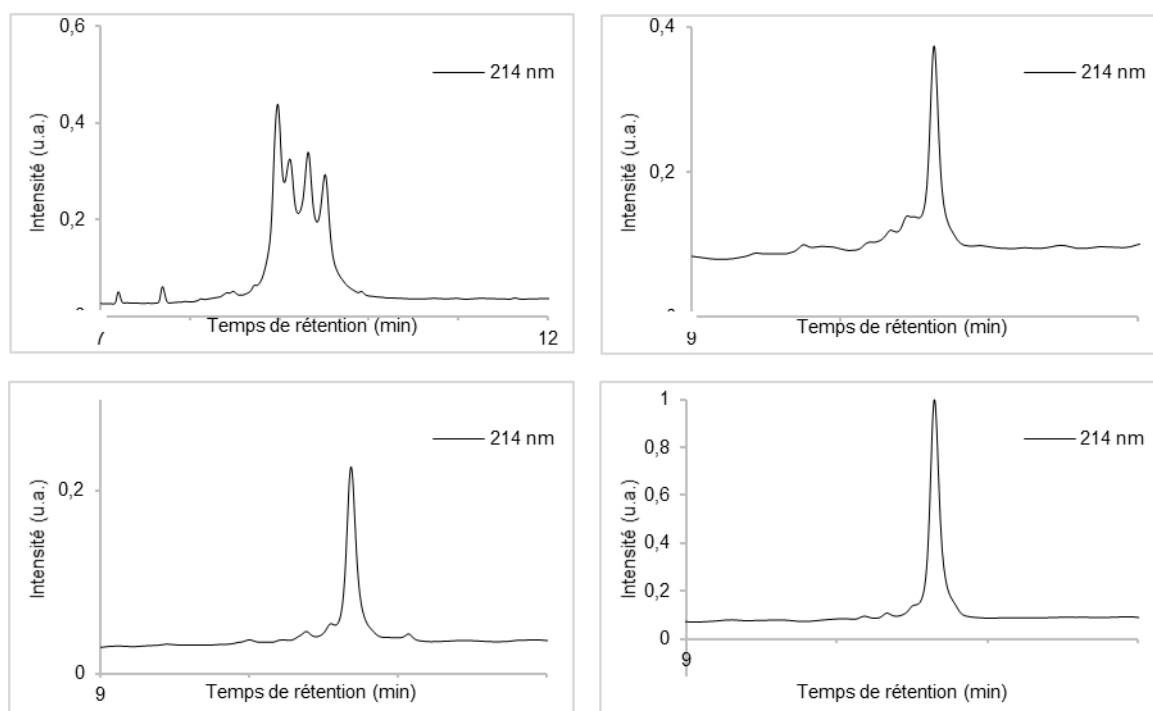 0,6
214 nm
0,4
0,2
Intensité (u.a.)
Temps de rétention (min)
12
0,4
214 nm
0,2
Intensité (u.a.)
Temps de rétention (min)
9
214 nm
0,2
Intensité (u.a.)
0
9
Temps de rétention (min)
1
214 nm
0,8
0,6
0,4
0,2
0
Intensité (u.a.)
9
Temps de rétention (min)